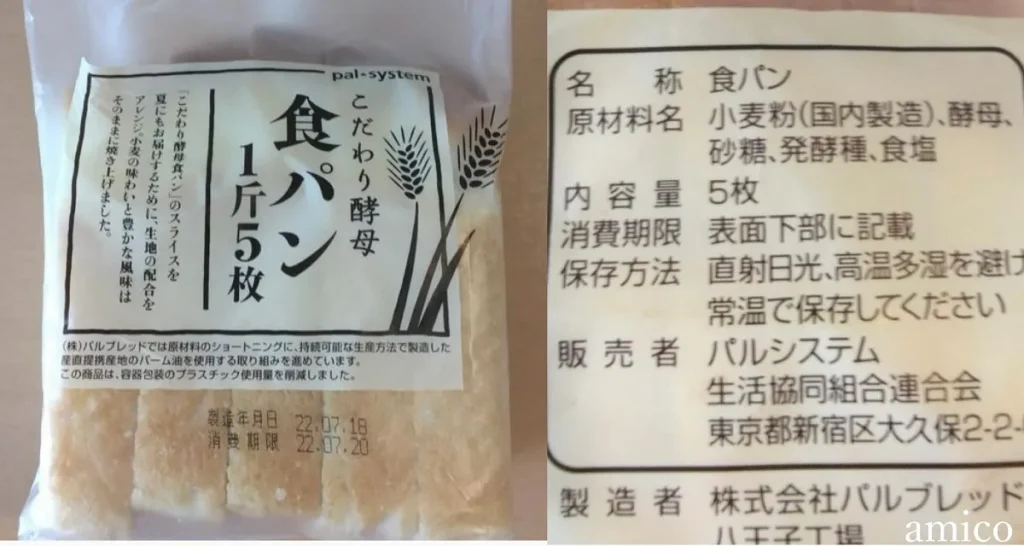 pal*system
こだわり酵母
食パン
1斤5枚
「こだわり酵母食パン」のスライスを
夏にもお届けするために、生地の配合を
アレンジ。小麦の味わいと豊かな風味は
そのままに焼き上げました。
(株)パルブレッドでは原材料のショートニングに、持続可能な生産方法で製造した
産直提携産地のパーム油を使用する取り組みを進めています。
この商品は、容器包装のプラスチック使用量を削減しました。
製造年月日 22.07.18
消費期限 22.07.20
名称 食パン
原材料名 小麦粉(国内製造)、酵母、
砂糖、発酵種、食塩
内容量 5枚
消費期限 表面下部に記載
保存方法 直射日光、高温多湿を避け
常温で保存してください
販売者 パルシステム
生活協同組合連合会
東京都新宿区大久保2-2-
製造者 株式会社パルブレッド
八王子工場
amico